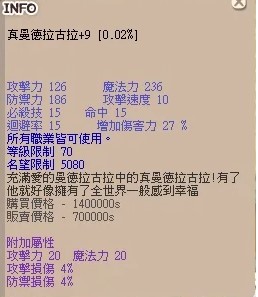 INFO
真曼德拉古拉+9 [0.02%]
攻擊力 126 魔法力 236
防禦力 186 攻擊速度 10
必殺技 15 命中 15
迴避率 15 增加傷害力 27 %
所有職業皆可使用。
等級限制 70
名望限制 5080
充滿愛的曼德拉古拉中的真曼德拉古拉!有了
他就好像擁有了全世界一般感到幸福
購買價格 - 1400000s
販賣價格 - 700000s
附加屬性
攻擊力 20 魔法力 20
攻擊損傷 4%
防禦損傷 4%